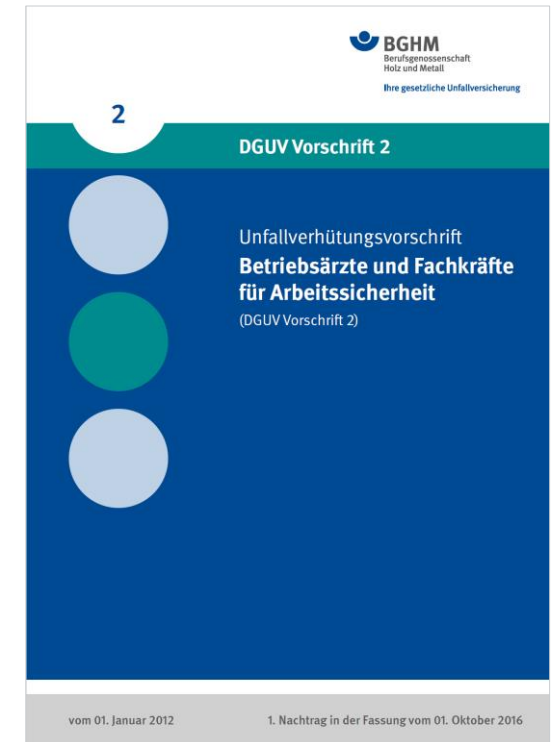 BGHM
Berufsgenossenschaft
Holz und Metall
Ihre gesetzliche Unfallversicherung
2
DGUV Vorschrift 2
Unfallverhütungsvorschrift
Betriebsärzte und Fachkräfte
für Arbeitssicherheit
(DGUV Vorschrift 2)
vom 01. Januar 2012
1. Nachtrag in der Fassung vom 01. Oktober 2016